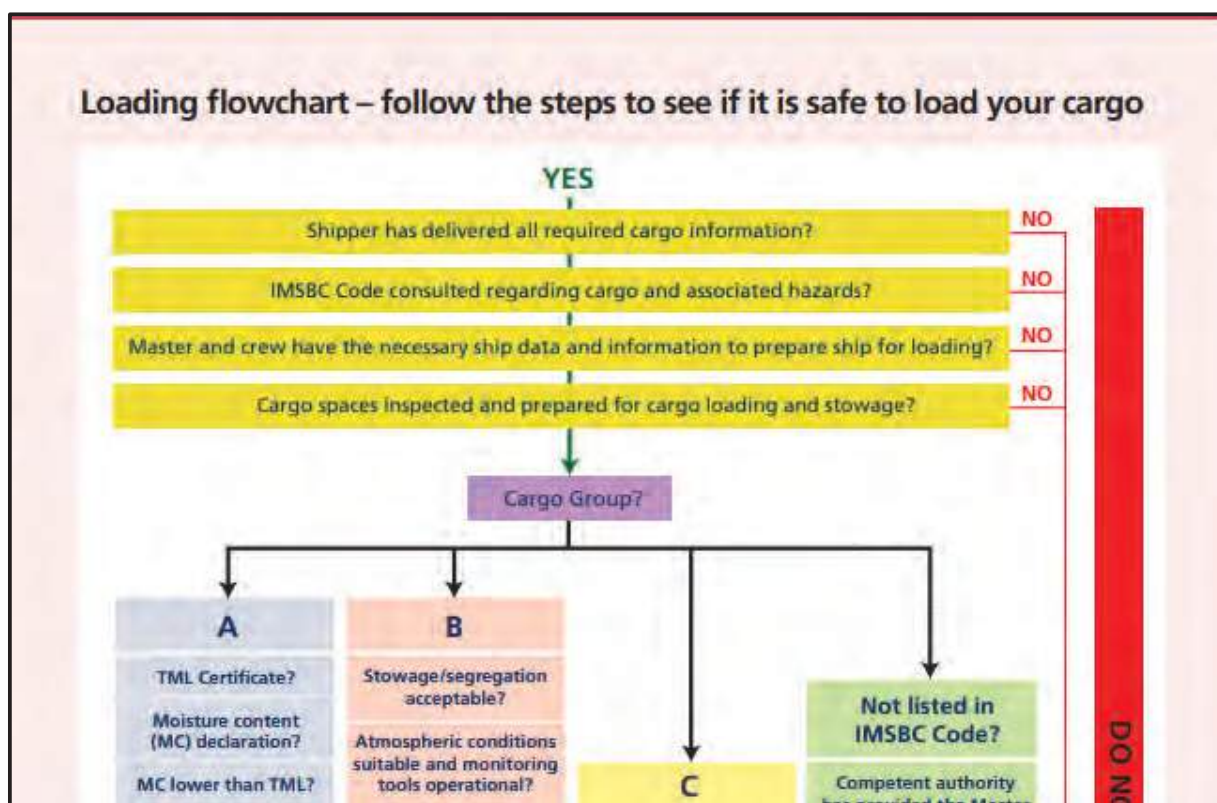 Loading flowchart – follow the steps to see if it is safe to load your cargo
YES
Shipper has delivered all required cargo information?
NO
IMSBC Code consulted regarding cargo and associated hazards?
NO
Master and crew have the necessary ship data and information to prepare ship for loading?
NO
Cargo spaces inspected and prepared for cargo loading and stowage?
NO
Cargo Group?
A
TML Certificate?
Moisture content
(MC) declaration?
MC lower than TML?
B
Stowage/segregation
acceptable?
Atmospheric conditions
suitable and monitoring
tools operational?
C
Not listed in
IMSBC Code?
Competent authority
has provided the Master
DO NO